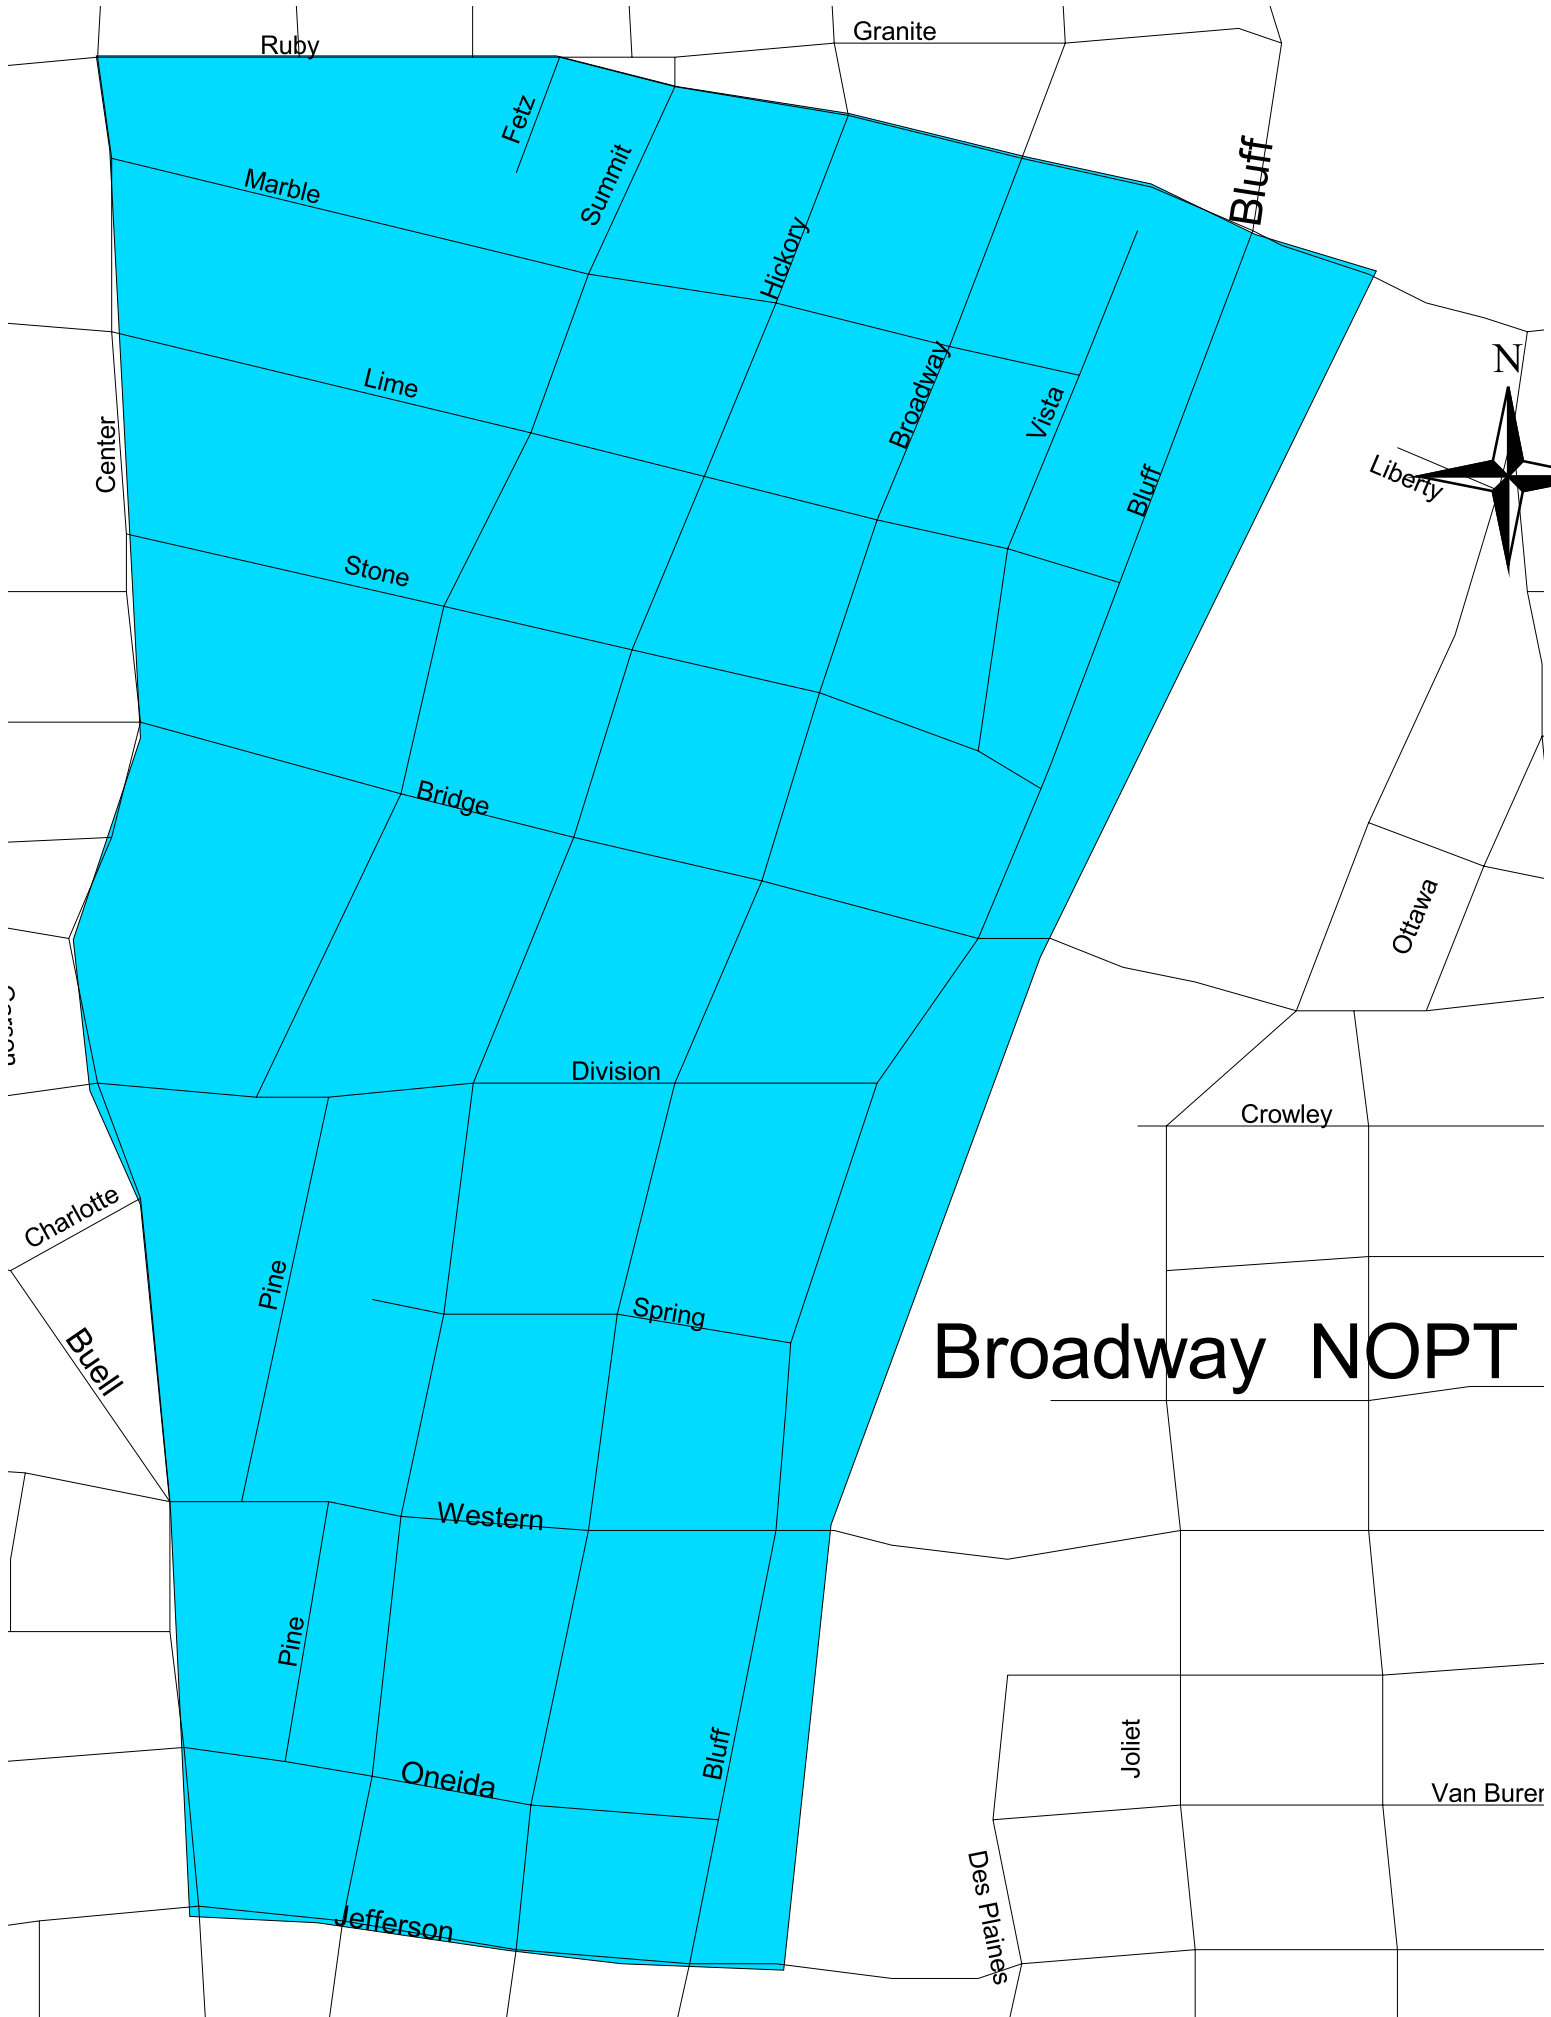 Granite
Ruby
Fetz
Bluff
Summit
Marble
Hickory
N
Broadway
Lime
Vista
Center
Liberty
Bluff
Stone
Bridge
Ottawa
Division
Crowley
Charlotte
Pine
Spring
Buell
Broadway NOPT
Western
Pine
Bluff
Joliet
Oneida
Van Buren
Des Plaines
Jefferson